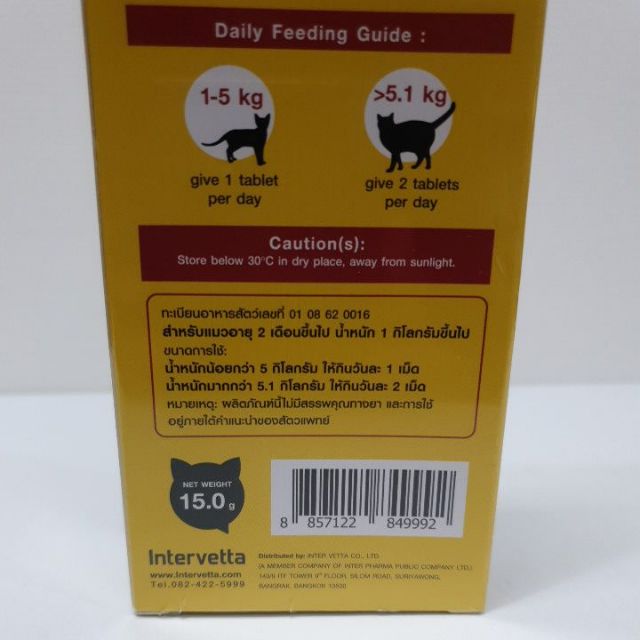 Daily Feeding Guide :
1-5 kg
>5.1 kg
give 1 tablet
per day
give 2 tablets
per day
Caution(s):
Store below 30°C in dry place, away from sunlight.
ทะเบียนอาหารสัตว์เลขที่ 01 08 62 0016
สำหรับแมวอายุ 2 เดือนขึ้นไป น้ำหนัก 1 กิโลกรัมขึ้นไป
ขนาดการใช้:
น้ำหนักน้อยกว่า 5 กิโลกรัม ให้กินวันละ 1 เม็ด
น้ำหนักมากกว่า 5.1 กิโลกรัม ให้กินวันละ 2 เม็ด
หมายเหตุ: ผลิตภัณฑ์นี้ไม่มีสรรพคุณทางยา และการใช้
อยู่ภายใต้คำแนะนำของสัตวแพทย์
NET WEIGHT
15.0 g
8 857122 849992
Intervetta
www.Intervetta.com
Tel.082-422-5999
Distributed by: INTER VETTA CO., LTD.
(A MEMBER COMPANY OF INTER PHARMA PUBLIC COMPANY LTD.)
ITF TOWER 9th FLOOR, SILOM ROAD, SURIYAWONG,
BANGRAK, BANGKOK 10500